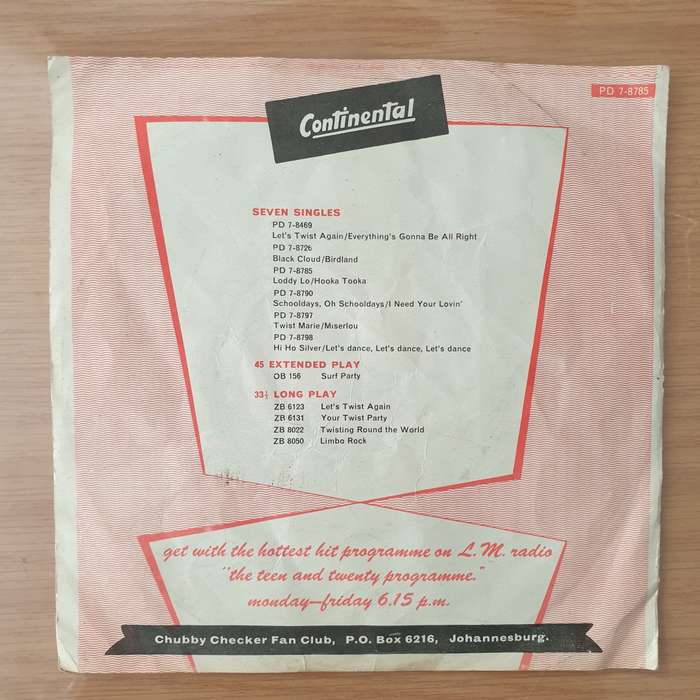 Continental
PD 7-8785
SEVEN SINGLES
PD 7-8469
Let's Twist Again/Everything's Gonna Be All Right
PD 7-8726
Black Cloud/Birdland
PD 7-8785
Loddy Lo/Hooka Tooka
PD 7-8790
Schooldays, Oh Schooldays/I Need Your Lovin'
PD 7-8797
Twist Marie/Miserlou
PD 7-8798
Hi Ho Silver/Let's dance, Let's dance, Let's dance
45 EXTENDED PLAY
OB 156 Surf Party
33⅓ LONG PLAY
ZB 6123 Let's Twist Again
ZB 6131 Your Twist Party
ZB 8022 Twisting Round the World
ZB 8050 Limbo Rock
get with the hottest hit programme on L.M. radio
"the teen and twenty programme."
monday—friday 6.15 p.m.
Chubby Checker Fan Club, P.O. Box 6216, Johannesburg.